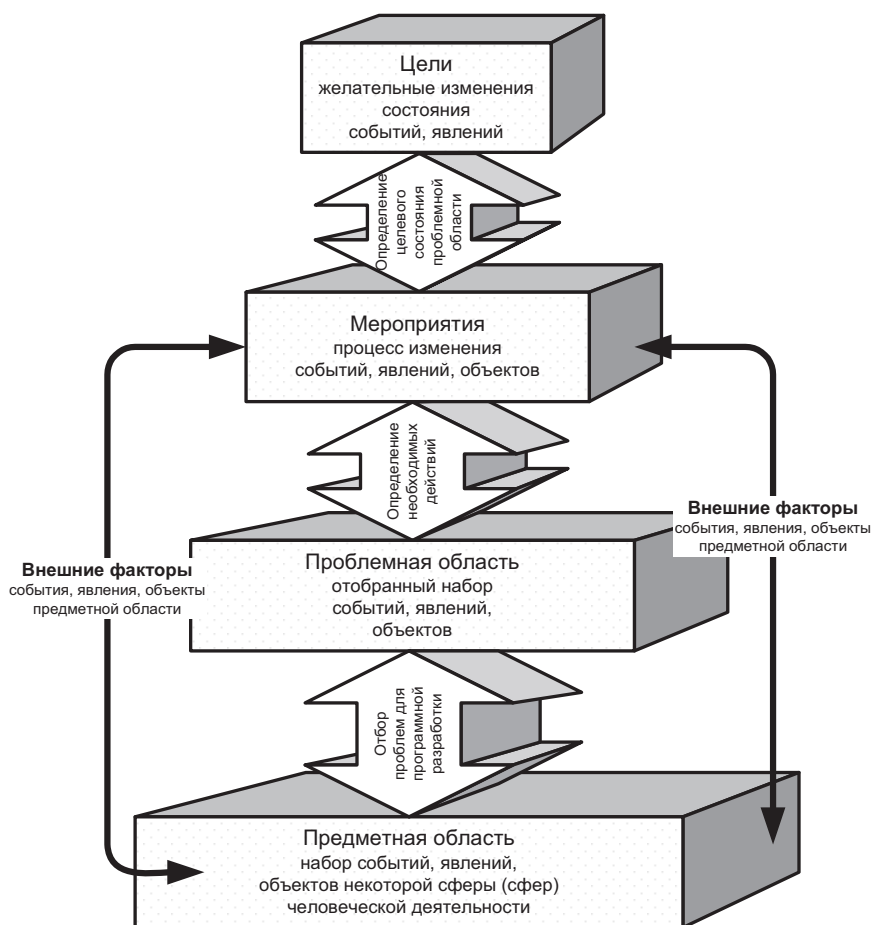 Цели
желательные изменения
состояния
событий, явлений
Определение
целевого
состояния
проблемной
области
Мероприятия
процесс изменения
событий, явлений, объектов
Определение
необходимых
действий
Внешние факторы
события, явления, объекты
предметной области
Проблемная область
отобранный набор
событий, явлений,
объектов
Внешние факторы
события, явления, объекты
предметной области
Отбор
проблем для
программной
разработки
Предметная область
набор событий, явлений,
объектов некоторой сферы (сфер)
человеческой деятельности